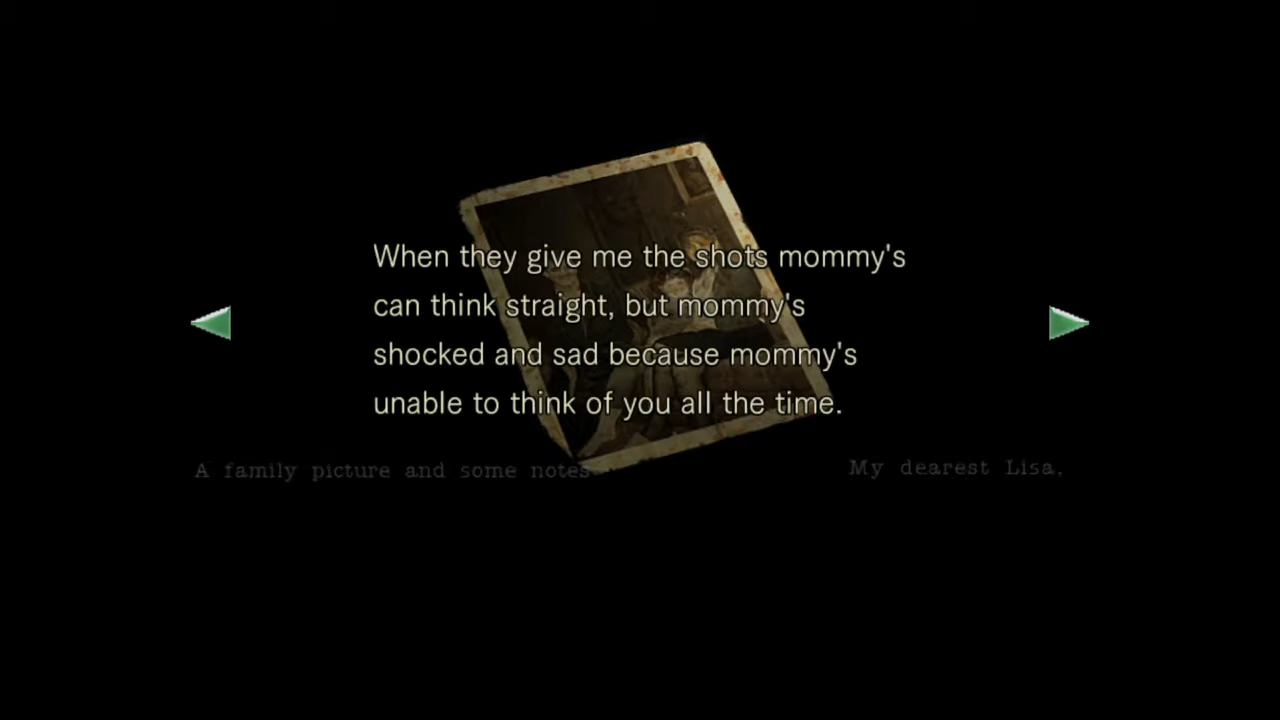 When they give me the shots mommy's
can think straight, but mommy's
shocked and sad because mommy's
unable to think of you all the time.
A family picture and some notes
My dearest Lisa,